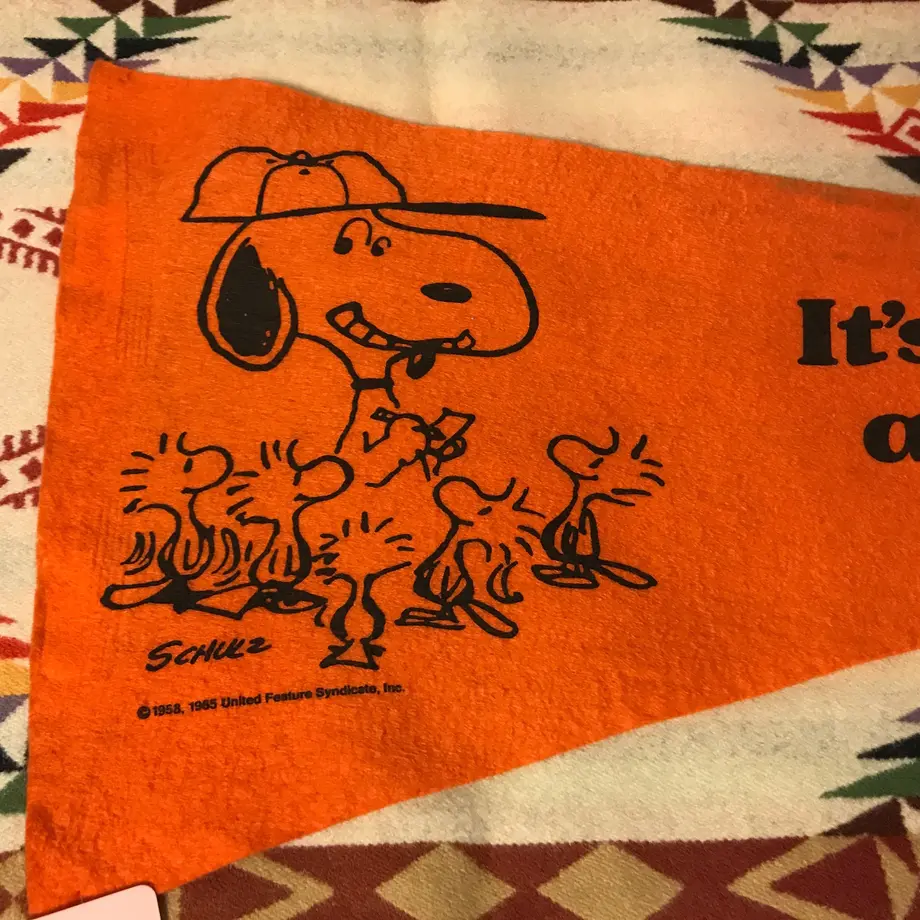 It's
a
SCHULZ
©1958, 1965 United Feature Syndicate, Inc.